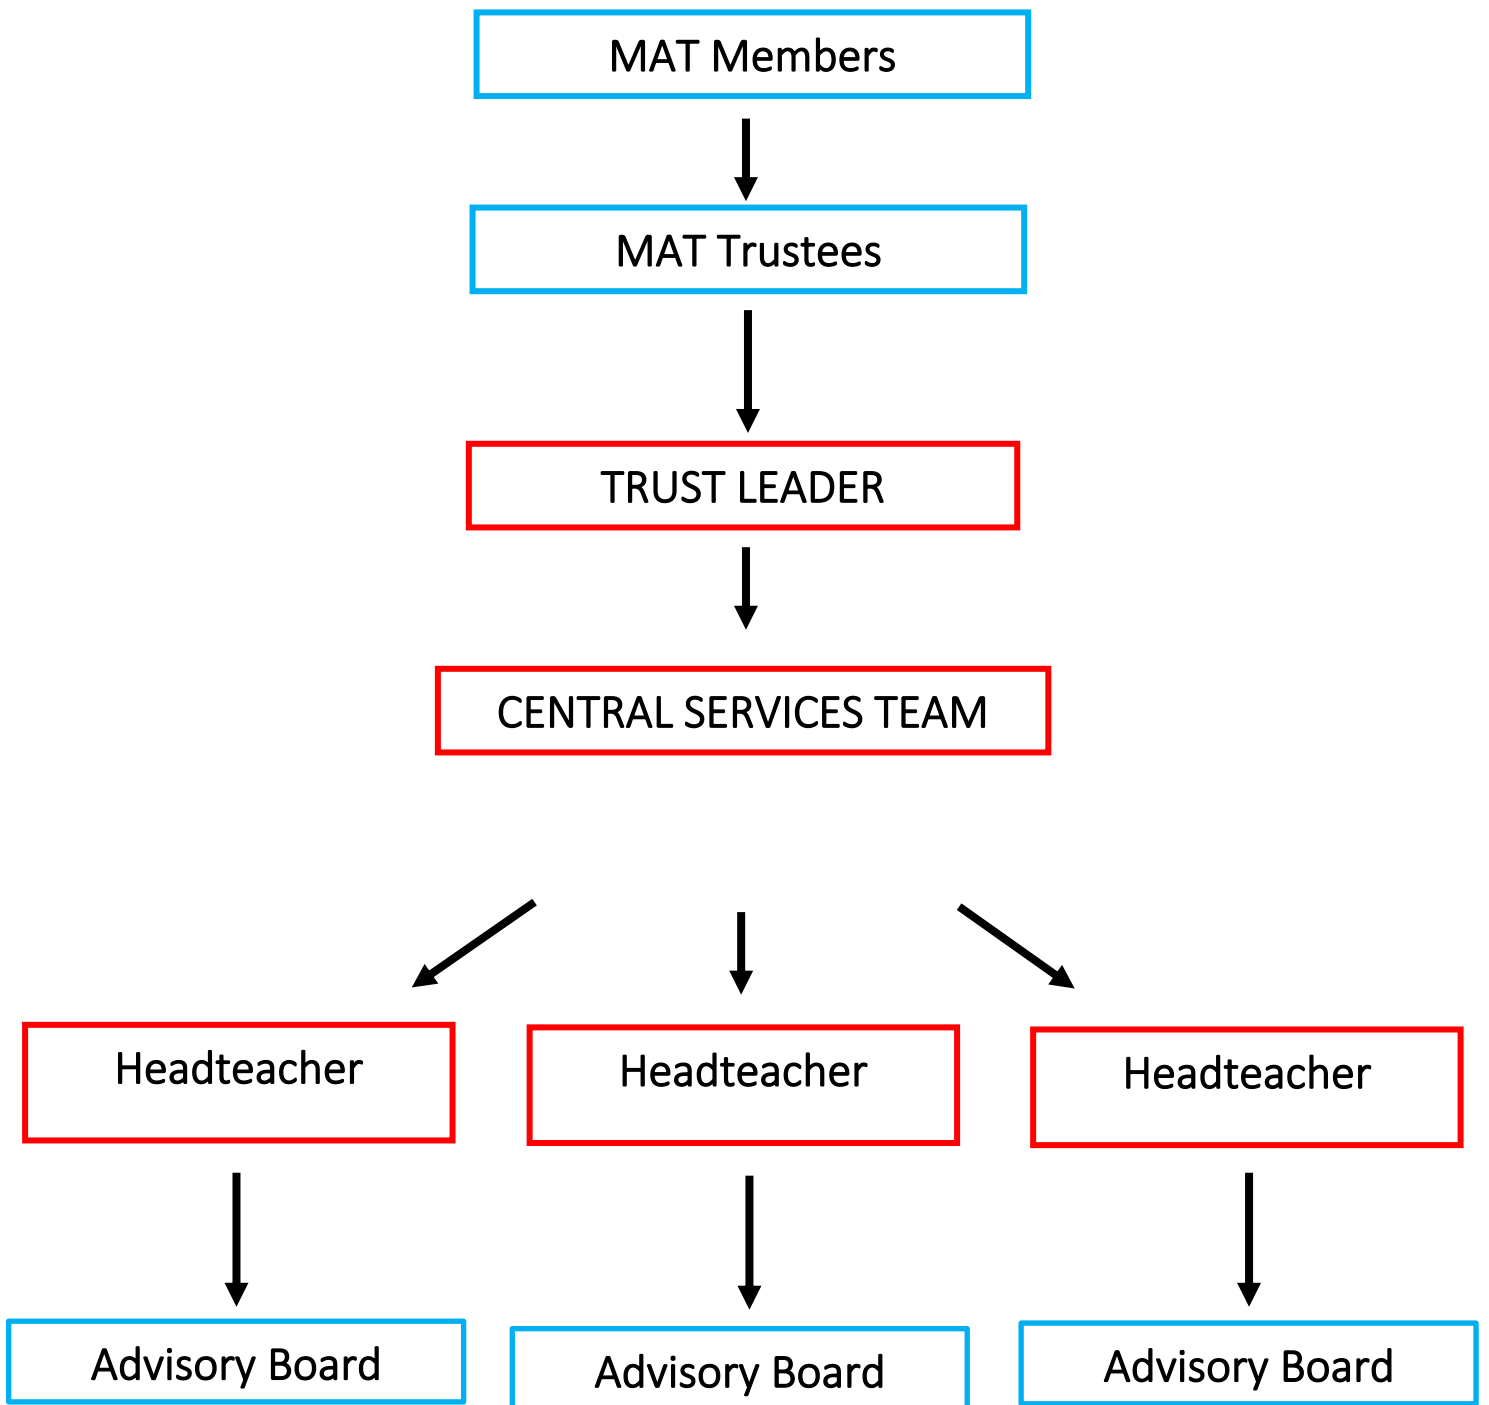 MAT Members
MAT Trustees
TRUST LEADER
CENTRAL SERVICES TEAM
Headteacher
Headteacher
Headteacher
Advisory Board
Advisory Board
Advisory Board